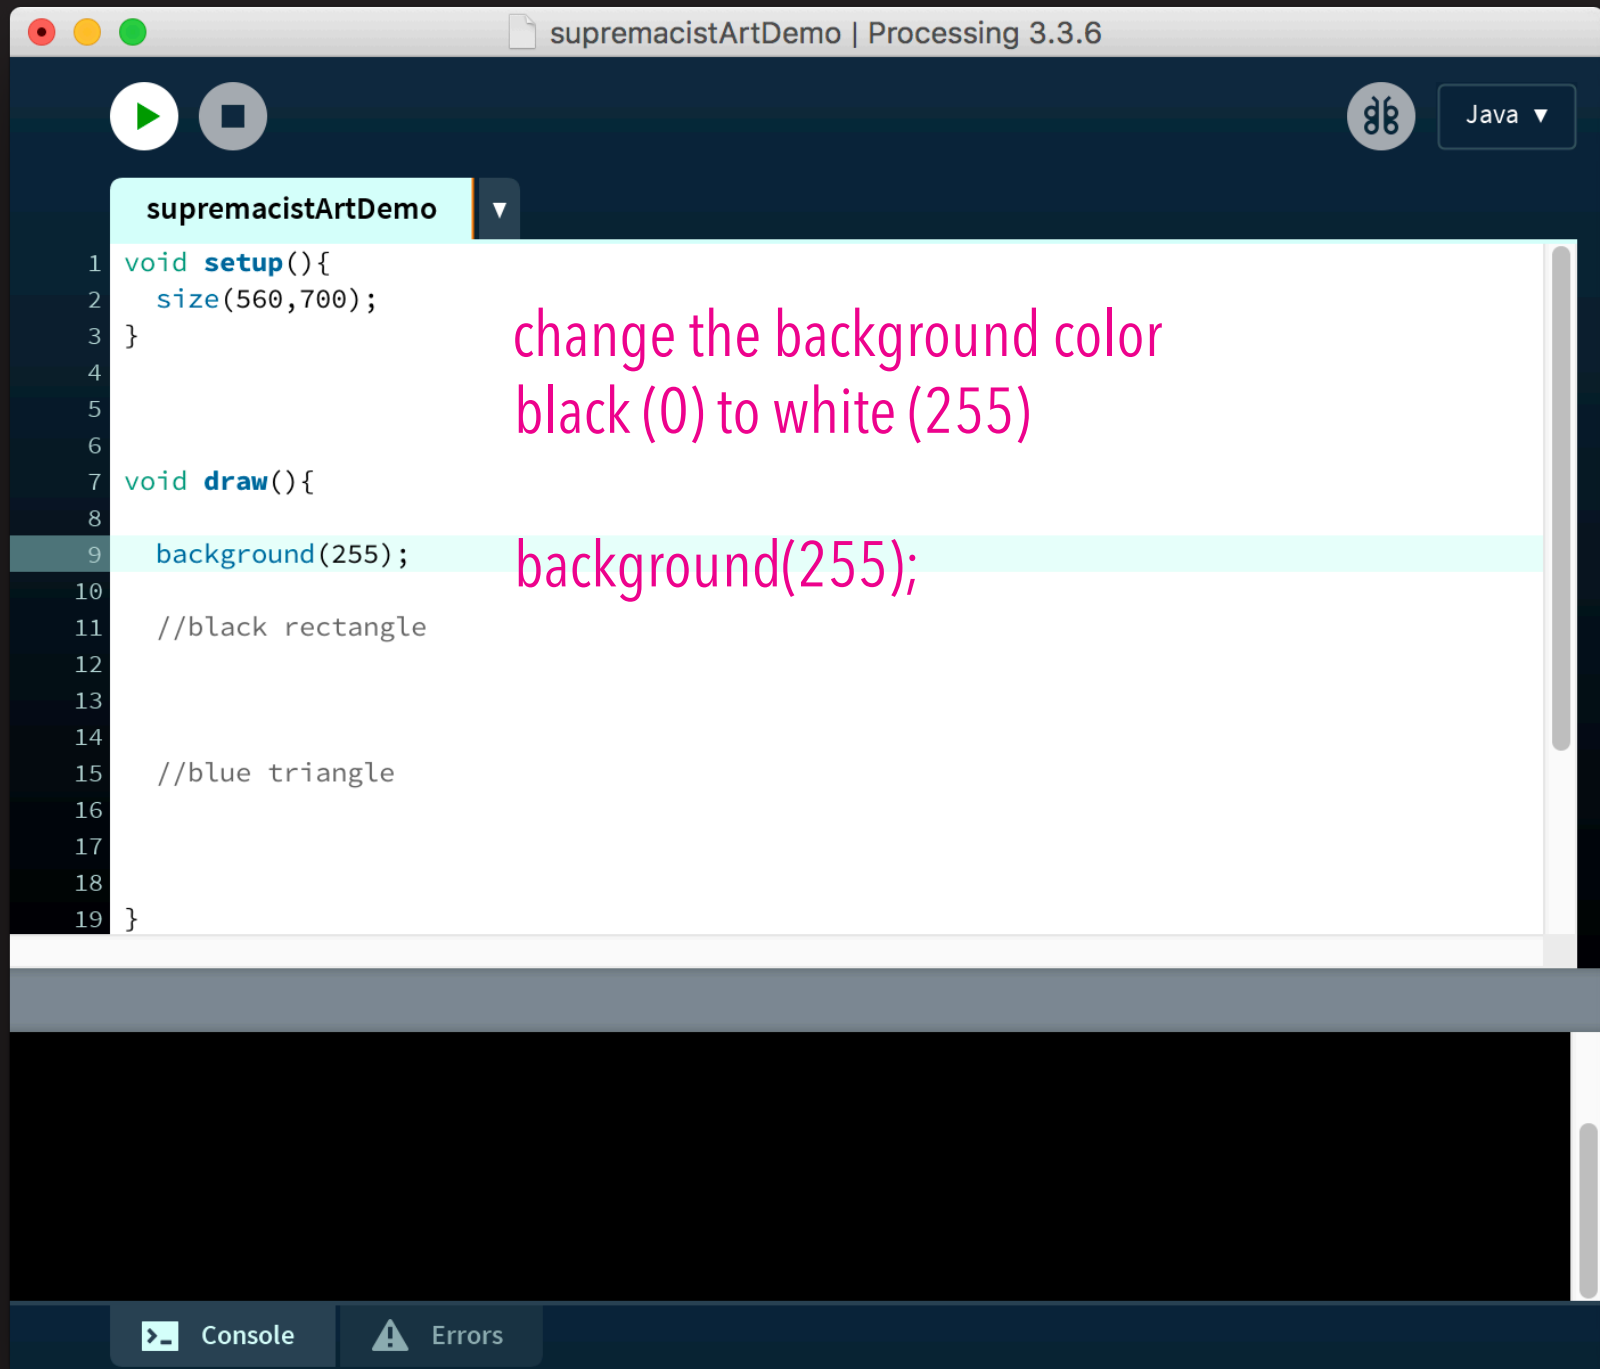 supremacistArtDemo | Processing 3.3.6
Java ▼
supremacistArtDemo ▼
1 void setup(){
2   size(560,700);
3 }
change the background color
4
5
black (0) to white (255)
6
7 void draw(){
8
9   background(255);
background(255);
10
11   //black rectangle
12
13
14
15   //blue triangle
16
17
18
19 }
Console
Errors